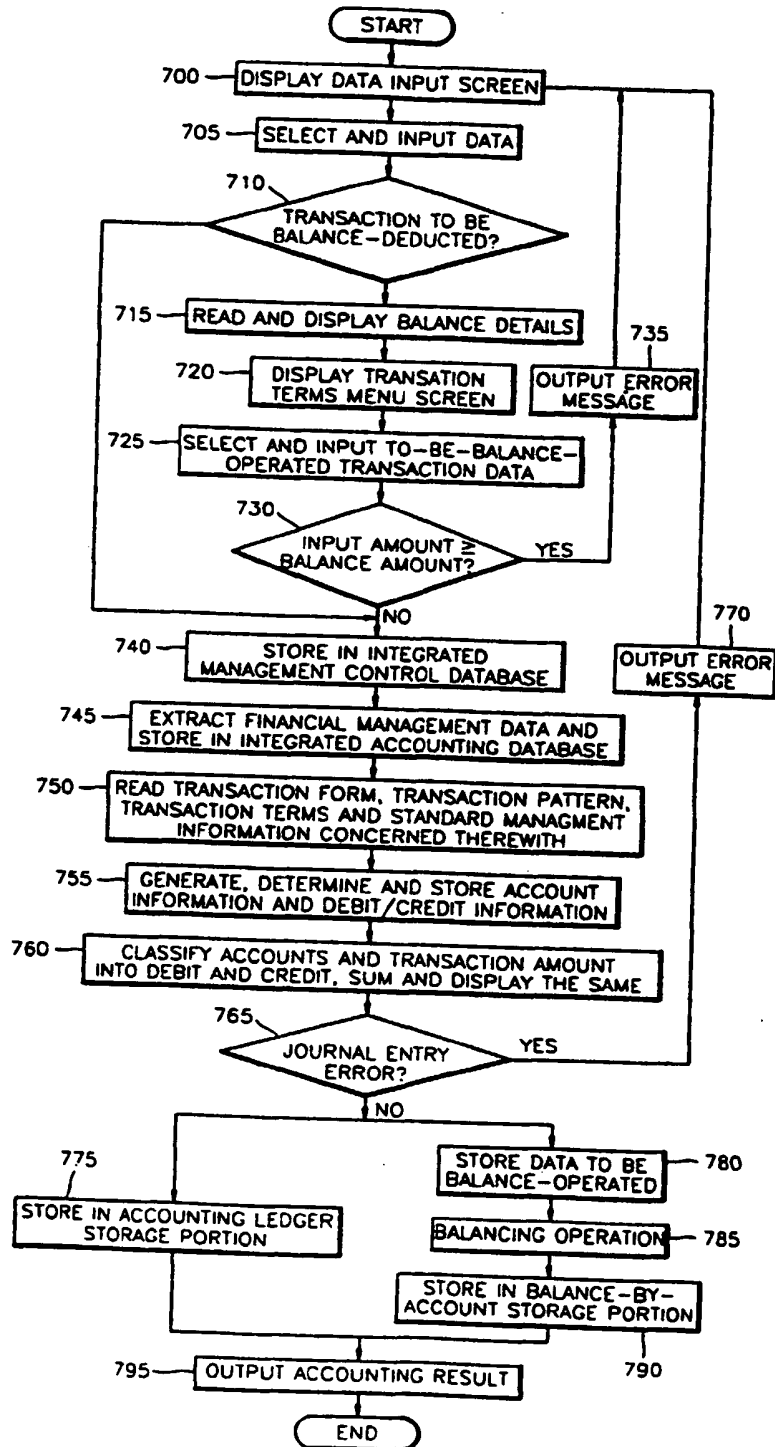 START
700
DISPLAY DATA INPUT SCREEN
705
SELECT AND INPUT DATA
710
TRANSACTION TO BE
BALANCE-DEDUCTED?
715
READ AND DISPLAY BALANCE DETAILS
720
DISPLAY TRANSATION
TERMS MENU SCREEN
735
OUTPUT ERROR
MESSAGE
725
SELECT AND INPUT TO-BE-BALANCE-
OPERATED TRANSACTION DATA
730
INPUT AMOUNT ≥
BALANCE AMOUNT?
YES
NO
740
STORE IN INTEGRATED
MANAGEMENT CONTROL DATABASE
770
OUTPUT ERROR
MESSAGE
745
EXTRACT FINANCIAL MANAGEMENT DATA AND
STORE IN INTEGRATED ACCOUNTING DATABASE
750
READ TRANSACTION FORM, TRANSACTION PATTERN,
TRANSACTION TERMS AND STANDARD MANAGMENT
INFORMATION CONCERNED THEREWITH
755
GENERATE, DETERMINE AND STORE ACCOUNT
INFORMATION AND DEBIT/CREDIT INFORMATION
760
CLASSIFY ACCOUNTS AND TRANSACTION AMOUNT
INTO DEBIT AND CREDIT, SUM AND DISPLAY THE SAME
765
JOURNAL ENTRY
ERROR?
YES
NO
775
STORE IN ACCOUNTING LEDGER
STORAGE PORTION
STORE DATA TO BE
BALANCE-OPERATED
780
BALANCING OPERATION
785
STORE IN BALANCE-BY-
ACCOUNT STORAGE PORTION
790
795
OUTPUT ACCOUNTING RESULT
END